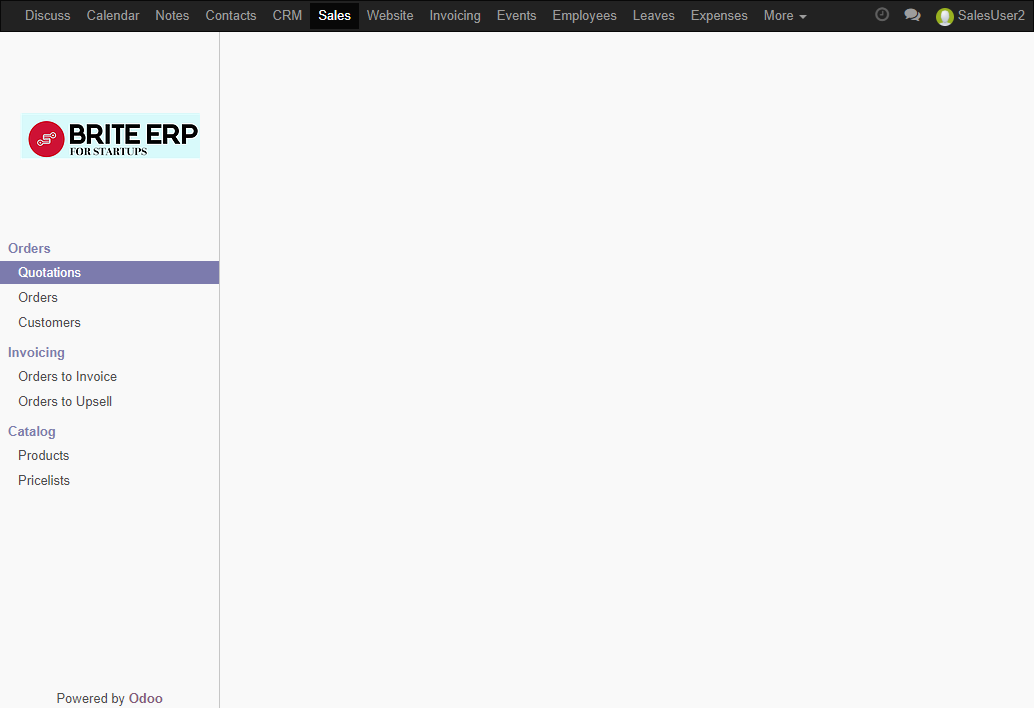 Discuss Calendar Notes Contacts CRM Sales Website Invoicing Events Employees Leaves Expenses More SalesUser2
BRITE ERP
FOR STARTUPS
Orders
Quotations
Orders
Customers
Invoicing
Orders to Invoice
Orders to Upsell
Catalog
Products
Pricelists
Powered by Odoo